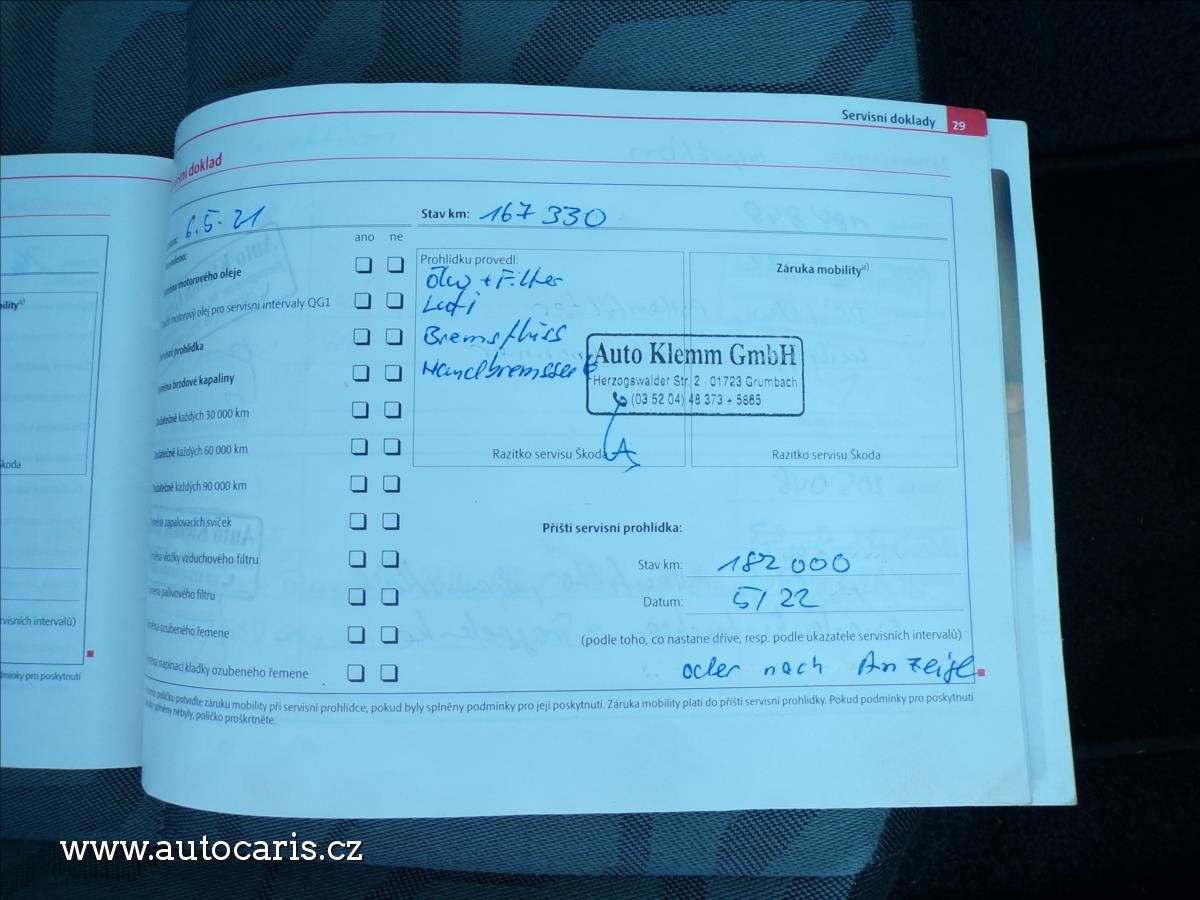 Servisní doklady 29
doklad
6.5.21
Stav km: 167 330
ano ne
motorového oleje
motorový olej pro servisní intervaly QG1
prohlídka
brzdové kapaliny
každých 30 000 km
každých 60 000 km
každých 90 000 km
zapalovacích svíček
vložky vzduchového filtru
palivového filtru
ozubeného řemene
napínací kladky ozubeného řemene
Prohlídku provedl:
Filter
Bremsflüss
Auto Klemm GmbH
Herzogswalder Str. 2 · 01723 Grumbach
(03 52 04) 48 373 + 5865
Razítko servisu Škoda
Záruka mobility a)
Razítko servisu Škoda
Příští servisní prohlídka:
Stav km: 182 000
Datum: 5/22
(podle toho, co nastane dříve, resp. podle ukazatele servisních intervalů)
oder nach Anzeige
políčku potvrďte záruku mobility při servisní prohlídce, pokud byly splněny podmínky pro její poskytnutí. Záruka mobility platí do příští servisní prohlídky. Pokud podmínky pro poskytnutí
splněny nebyly, políčko proškrtněte.
www.autocaris.cz